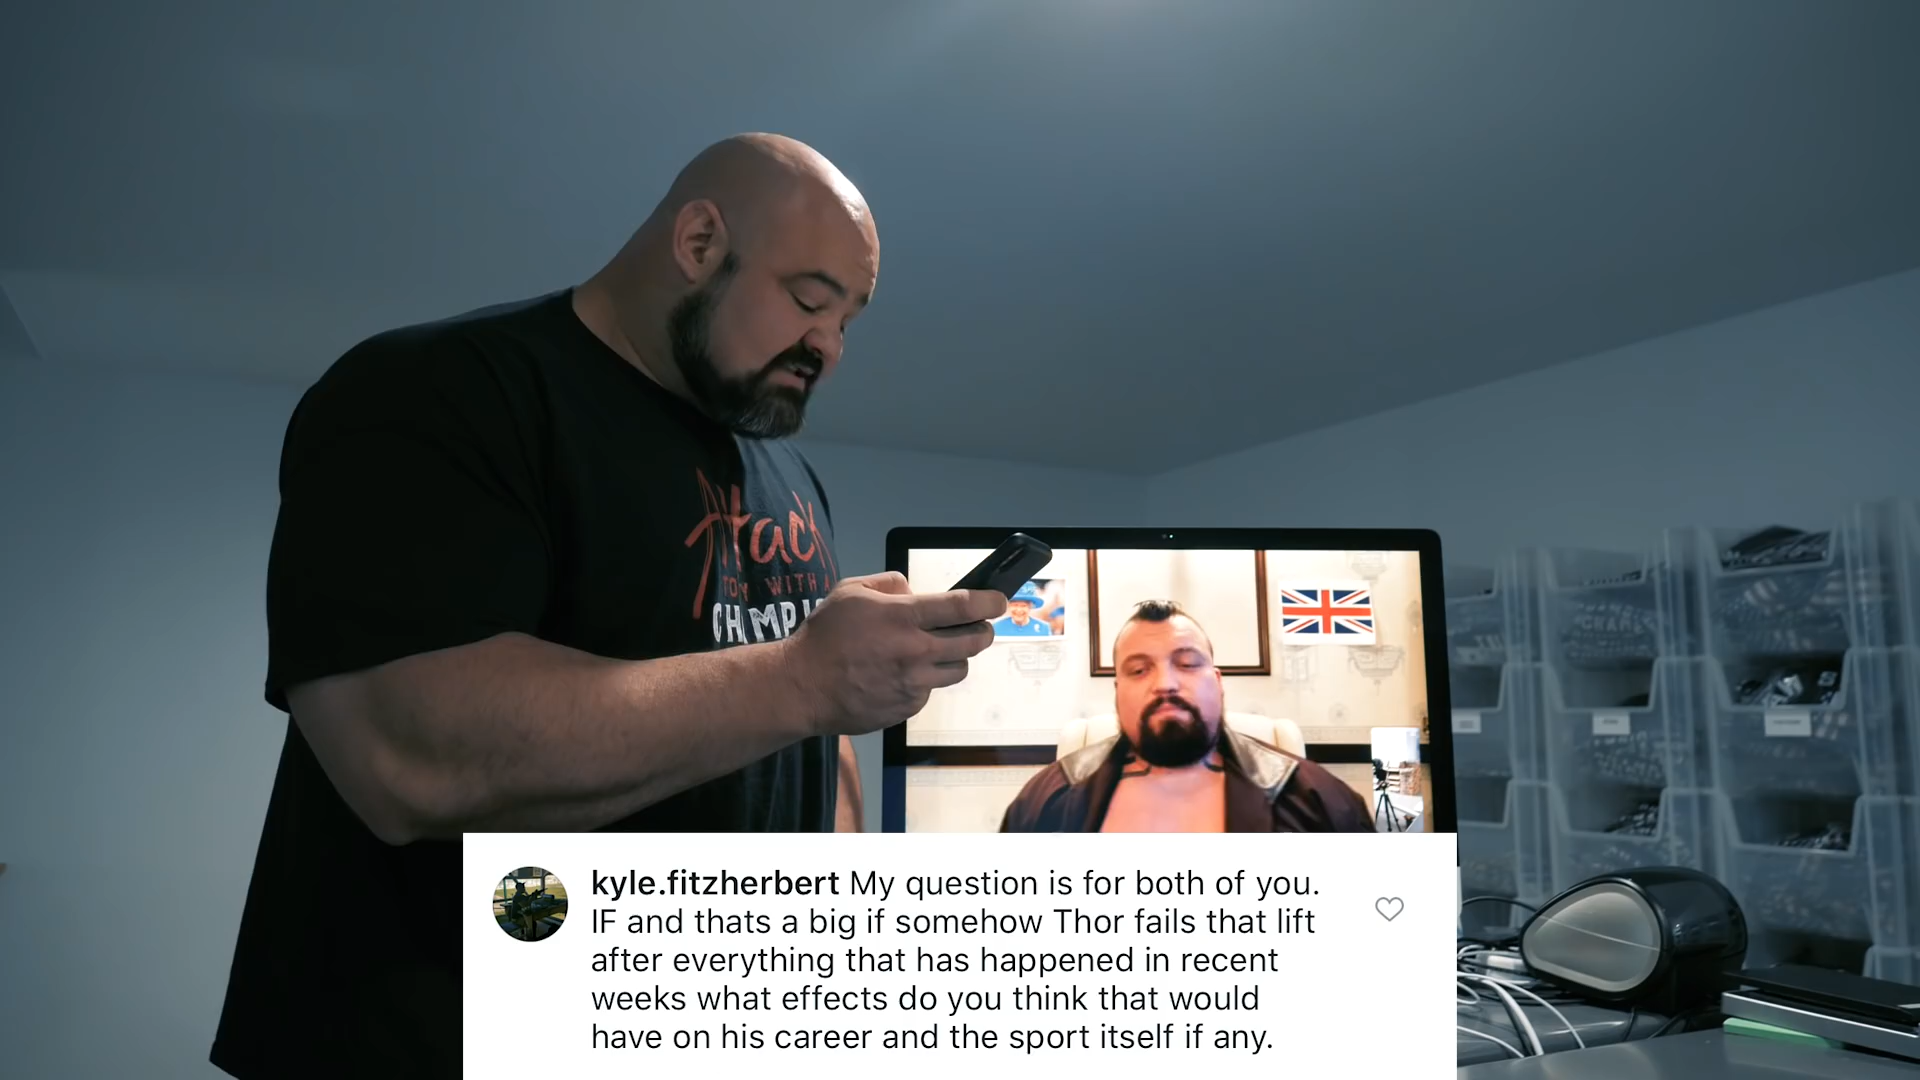 Attack
WITH A
kyle.fitzherbert My question is for both of you.
IF and thats a big if somehow Thor fails that lift
after everything that has happened in recent
weeks what effects do you think that would
have on his career and the sport itself if any.